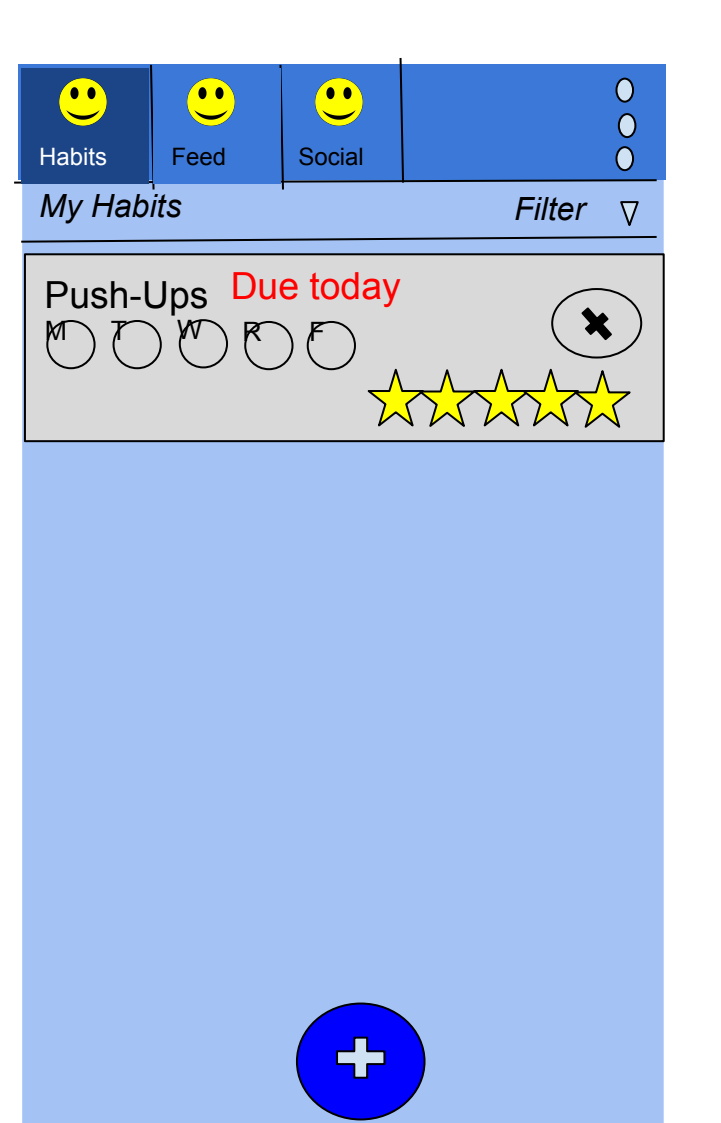 Habits Feed Social
My Habits Filter
Push-Ups Due today
M T W R F